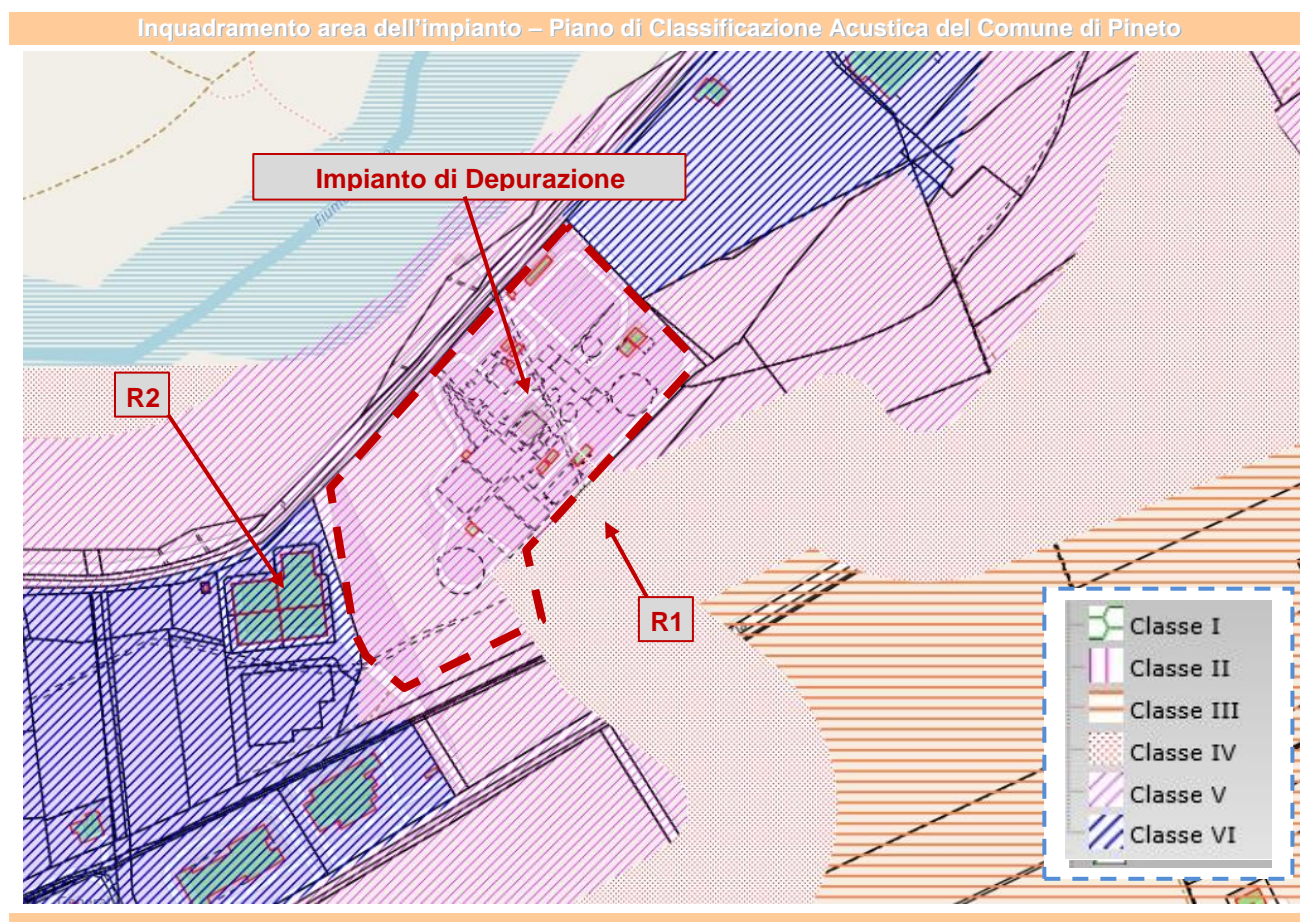 Inquadramento area dell'impianto – Piano di Classificazione Acustica del Comune di Pineto
Impianto di Depurazione
R2
R1
Classe I
Classe II
Classe III
Classe IV
Classe V
Classe VI